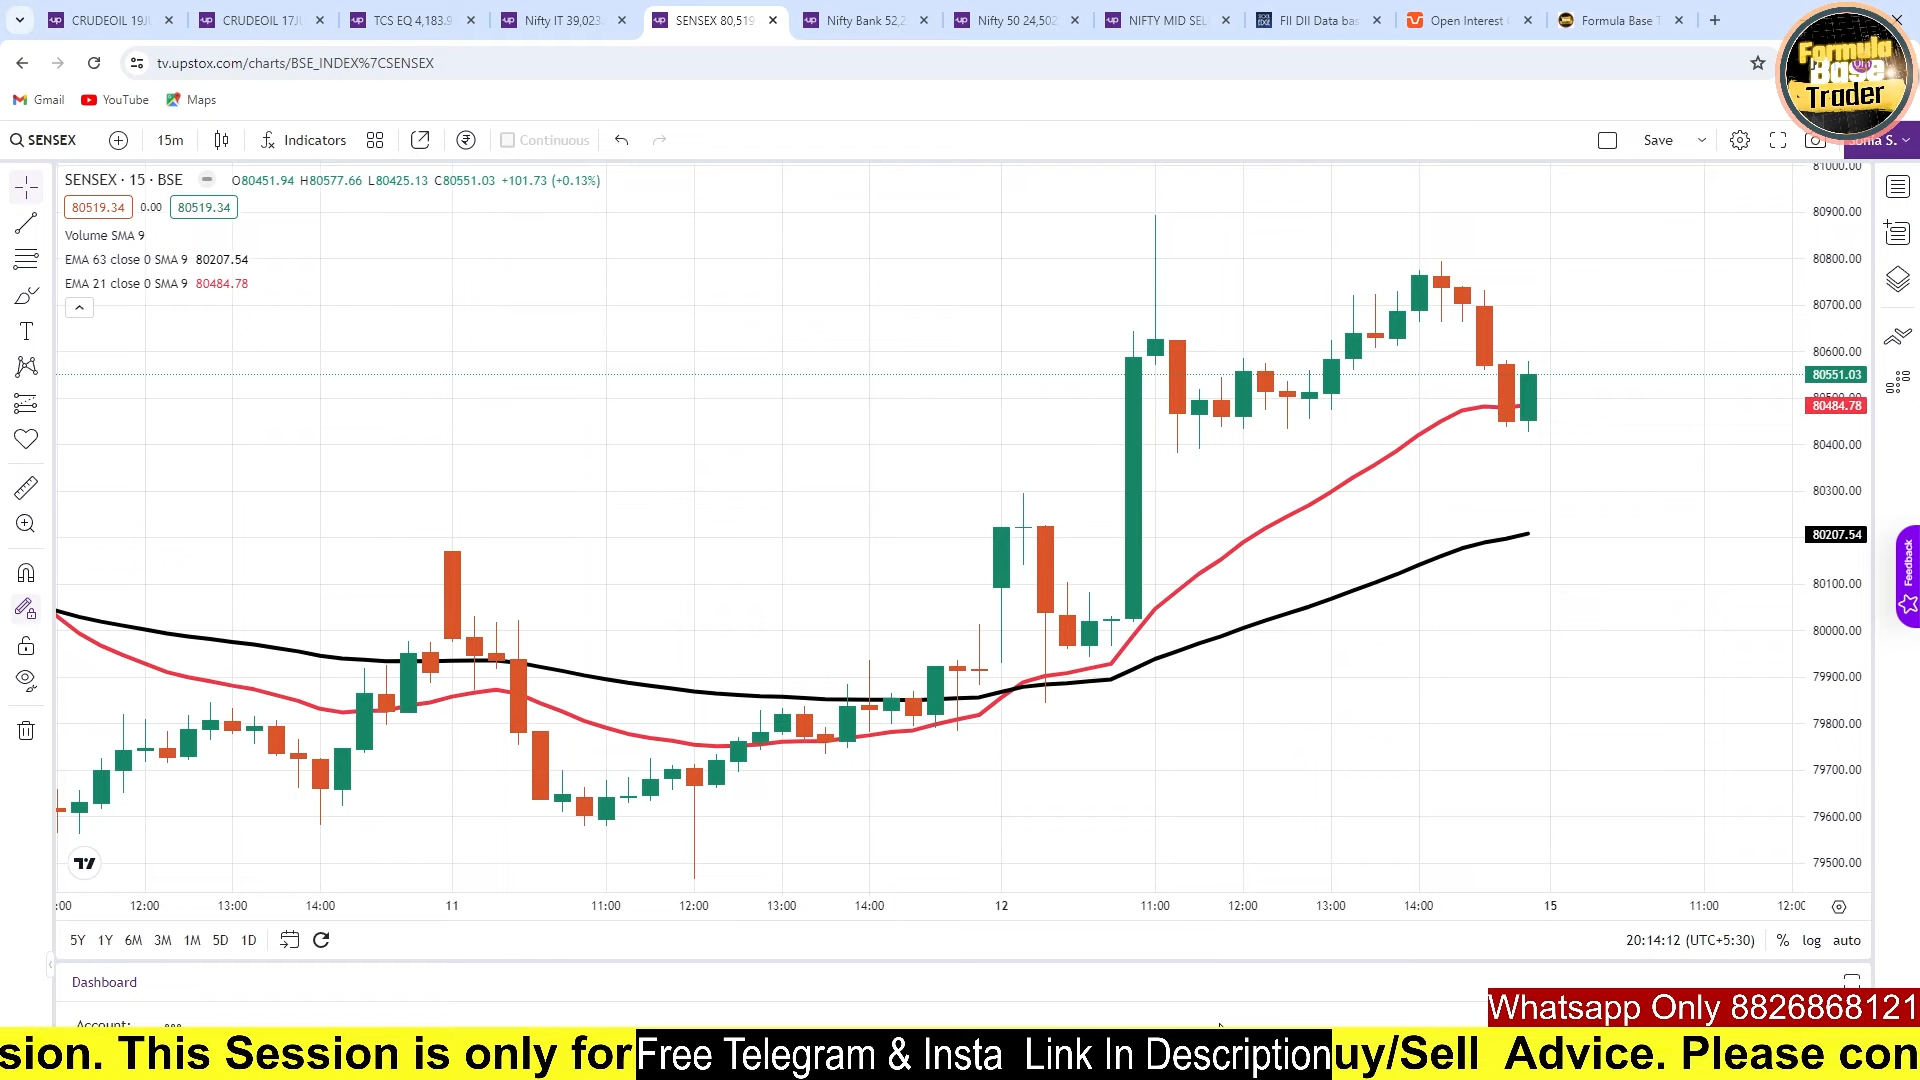 CRUDEOIL 19JU
CRUDEOIL 17JU
TCS EQ 4,183.9
Nifty IT 39,023.
SENSEX 80,519
Nifty Bank 52,2
Nifty 50 24,502
NIFTY MID SEL
FII DII Data bas
Open Interest
Formula Base T
tv.upstox.com/charts/BSE_INDEX%7CSENSEX
Gmail
YouTube
Maps
Formula
Base
Trader
SENSEX
15m
Indicators
Continuous
Save
Sonia S.
SENSEX · 15 · BSE
O80451.94 H80577.66 L80425.13 C80551.03 +101.73 (+0.13%)
80519.34 0.00 80519.34
Volume SMA 9
EMA 63 close 0 SMA 9 80207.54
EMA 21 close 0 SMA 9 80484.78
81000.00
80900.00
80800.00
80700.00
80600.00
80551.03
80484.78
80400.00
80300.00
80207.54
80100.00
80000.00
79900.00
79800.00
79700.00
79600.00
79500.00
Feedback
:00 12:00 13:00 14:00 11 11:00 12:00 13:00 14:00 12 11:00 12:00 13:00 14:00 15 11:00 12:00
5Y 1Y 6M 3M 1M 5D 1D
20:14:12 (UTC+5:30) % log auto
Dashboard
Account:
Whatsapp Only 8826868121
sion. This Session is only for
Free Telegram & Insta Link In Description
uy/Sell Advice. Please con